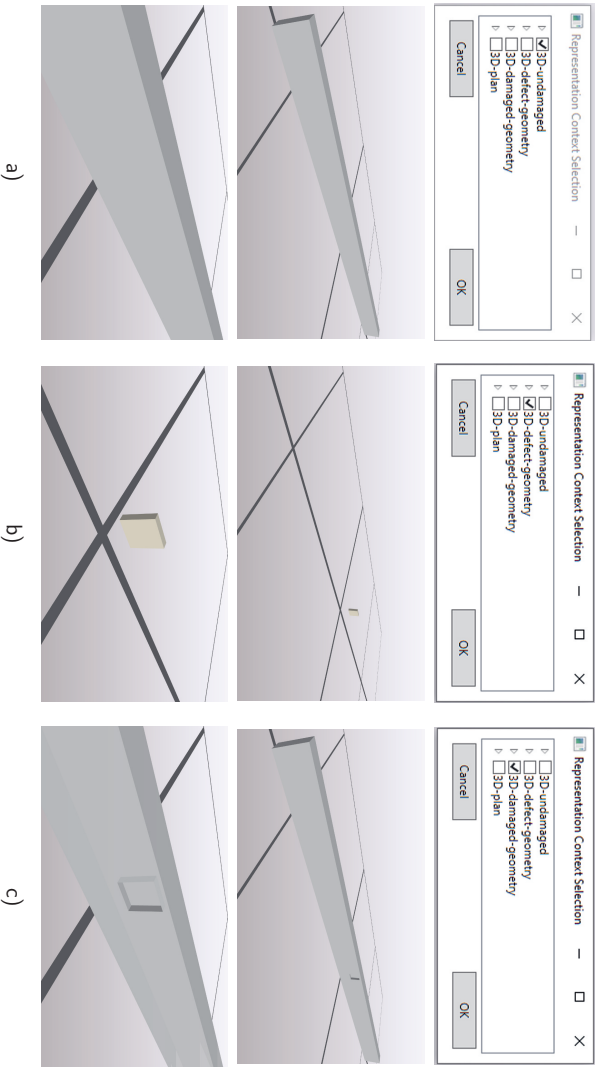 Representation Context Selection
3D-undamaged
3D-defect-geometry
3D-damaged-geometry
3D-plan
Cancel
OK
a)
Representation Context Selection
3D-undamaged
3D-defect-geometry
3D-damaged-geometry
3D-plan
Cancel
OK
b)
Representation Context Selection
3D-undamaged
3D-defect-geometry
3D-damaged-geometry
3D-plan
Cancel
OK
c)